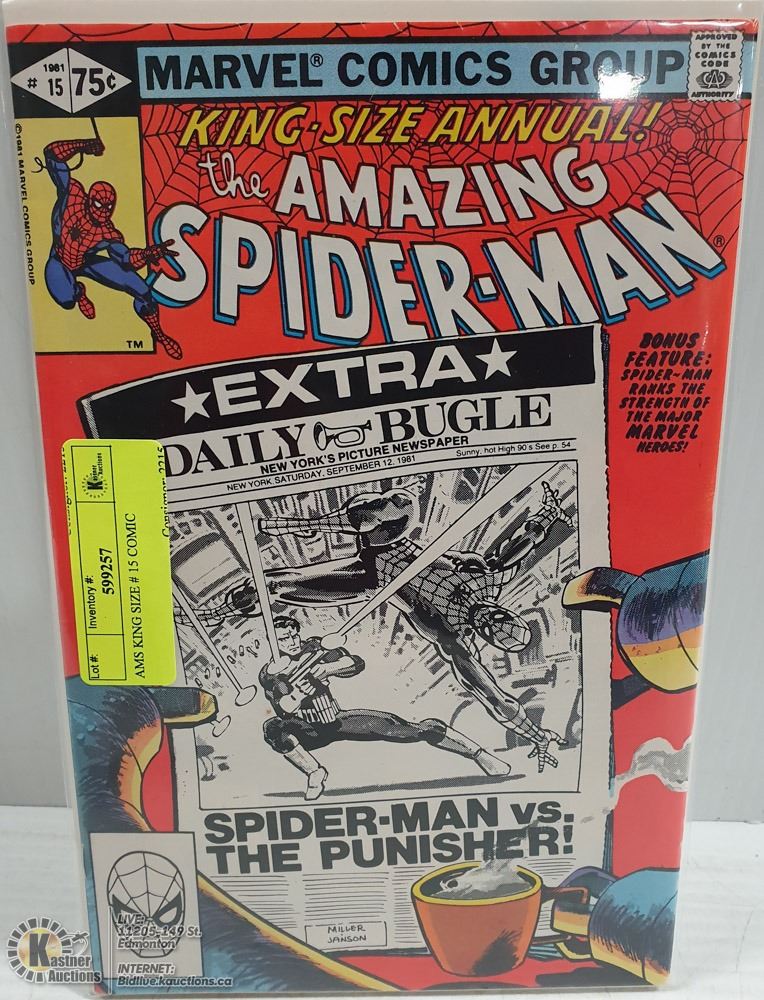 1981
# 15
75¢
MARVEL® COMICS GROUP
APPROVED
BY THE
COMICS
CODE
AUTHORITY
KING-SIZE ANNUAL!
the AMAZING
SPIDER-MAN®
©1981 MARVEL COMICS GROUP
TM
BONUS
FEATURE:
SPIDER-MAN
RANKS THE
STRENGTH OF
THE MAJOR
MARVEL
HEROES!
★EXTRA★
DAILY BUGLE
NEW YORK'S PICTURE NEWSPAPER
NEW YORK, SATURDAY, SEPTEMBER 12, 1981
Sunny, hot High 90's See p. 54
Lot #:
Inventory #:
599257
Kastner
Auctions
AMS KING SIZE # 15 COMIC
SPIDER-MAN vs.
THE PUNISHER!
MILLER
JANSON
LIVE:
11205-149 St.
Edmonton
INTERNET:
Bidlive.kauctions.ca
Kastner
Auctions